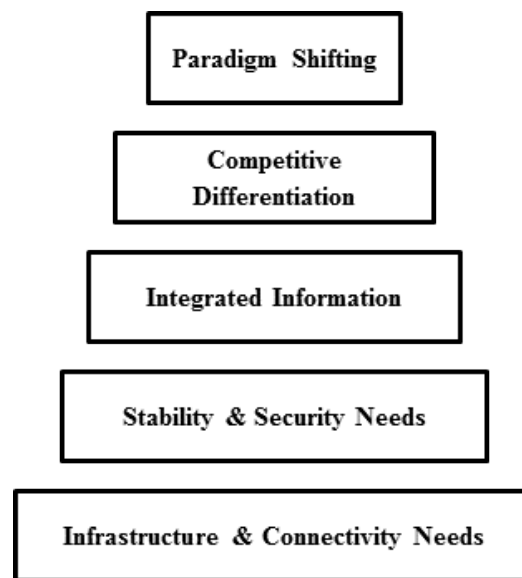 Paradigm Shifting
Competitive
Differentiation
Integrated Information
Stability & Security Needs
Infrastructure & Connectivity Needs